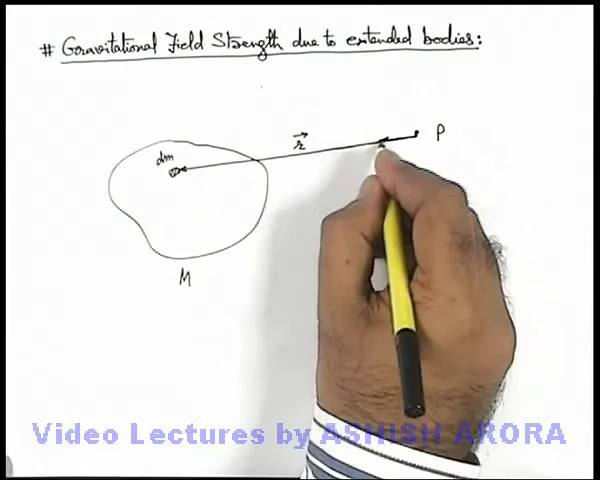 # Gravitational Field Strength due to extended bodies:
P
r
dm
M
Video Lectures by ASHISH ARORA